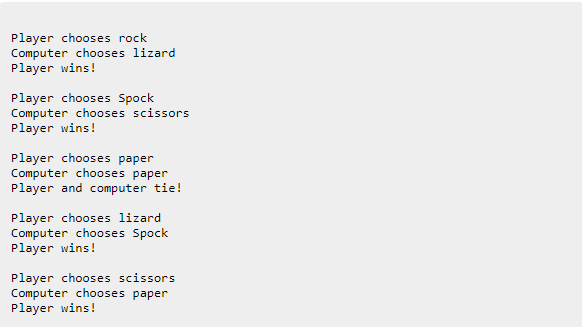 Player chooses rock
Computer chooses lizard
Player wins!
Player chooses Spock
Computer chooses scissors
Player wins!
Player chooses paper
Computer chooses paper
Player and computer tie!
Player chooses lizard
Computer chooses Spock
Player wins!
Player chooses scissors
Computer chooses paper
Player wins!